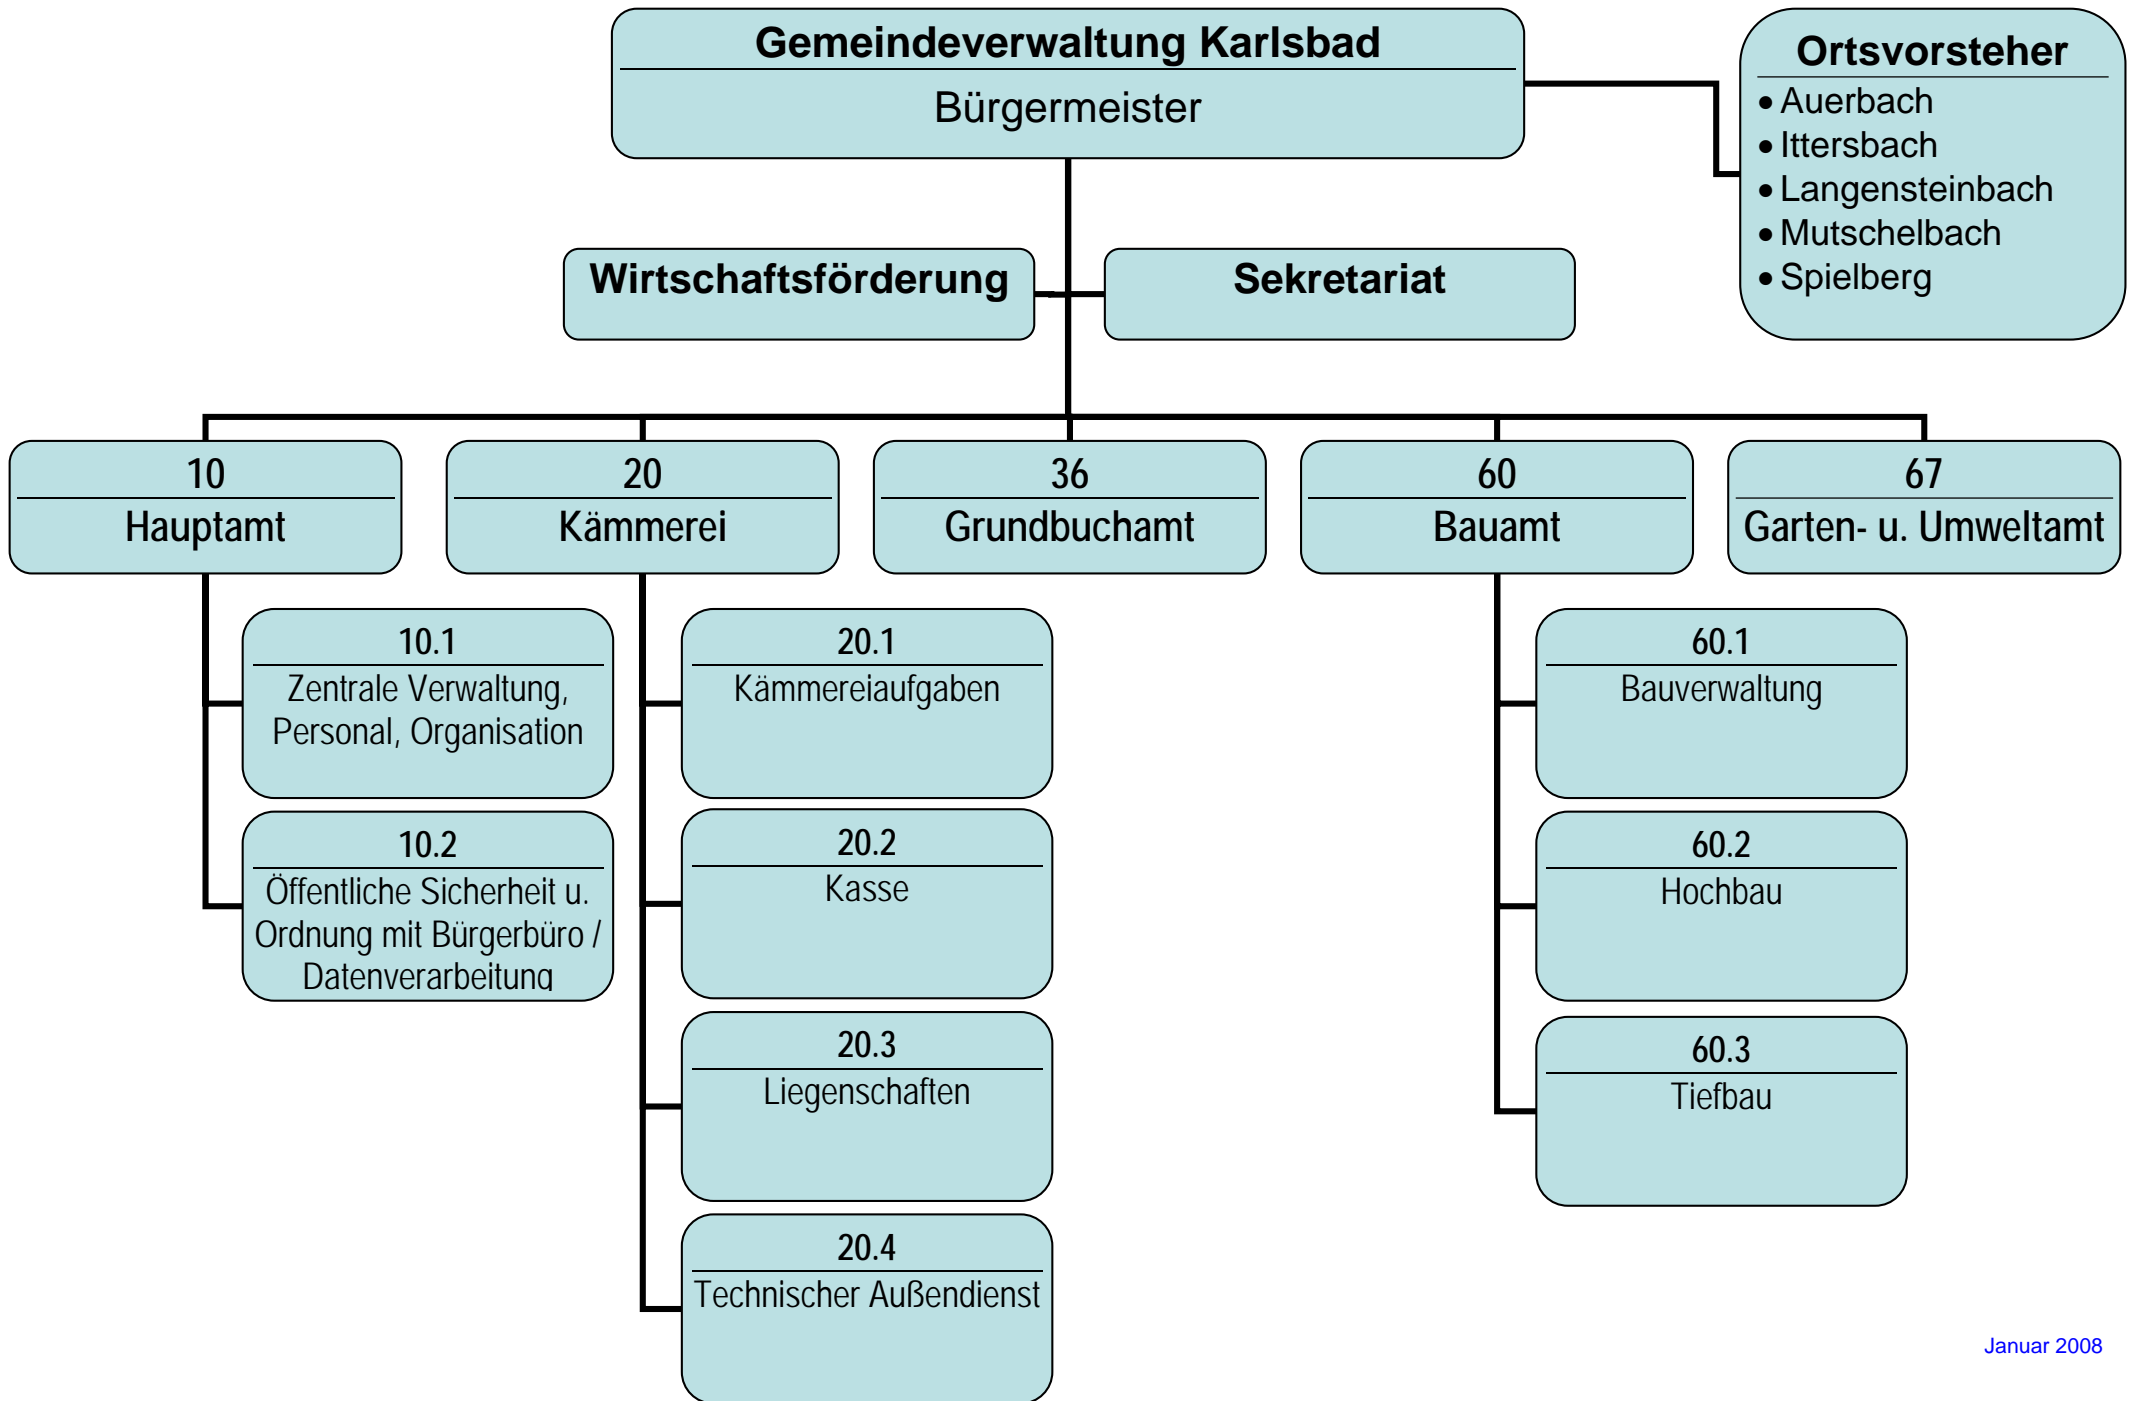 Gemeindeverwaltung Karlsbad
Bürgermeister
Ortsvorsteher
• Auerbach
• Ittersbach
• Langensteinbach
• Mutschelbach
• Spielberg
Wirtschaftsförderung
Sekretariat
10
Hauptamt
20
Kämmerei
36
Grundbuchamt
60
Bauamt
67
Garten- u. Umweltamt
10.1
Zentrale Verwaltung,
Personal, Organisation
10.2
Öffentliche Sicherheit u.
Ordnung mit Bürgerbüro /
Datenverarbeitung
20.1
Kämmereiaufgaben
20.2
Kasse
20.3
Liegenschaften
20.4
Technischer Außendienst
60.1
Bauverwaltung
60.2
Hochbau
60.3
Tiefbau
Januar 2008